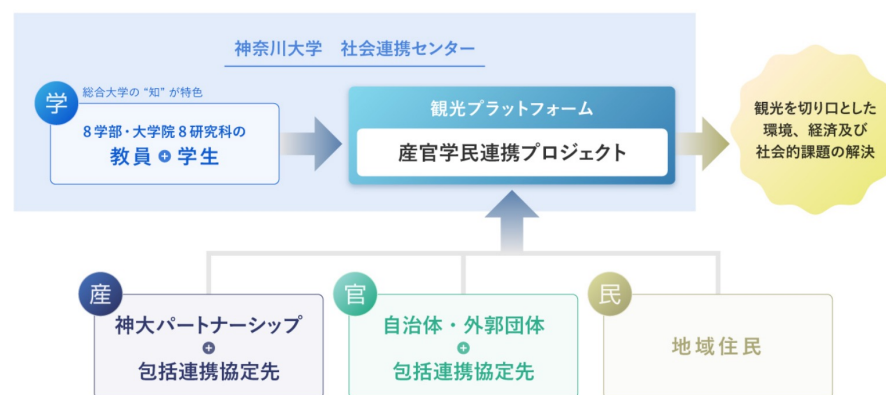 神奈川大学 社会連携センター
学
総合大学の “知” が特色
8学部・大学院8研究科の
教員 + 学生
観光プラットフォーム
産官学民連携プロジェクト
観光を切り口とした
環境、経済及び
社会的課題の解決
産
神大パートナーシップ
+
包括連携協定先
官
自治体・外郭団体
+
包括連携協定先
民
地域住民